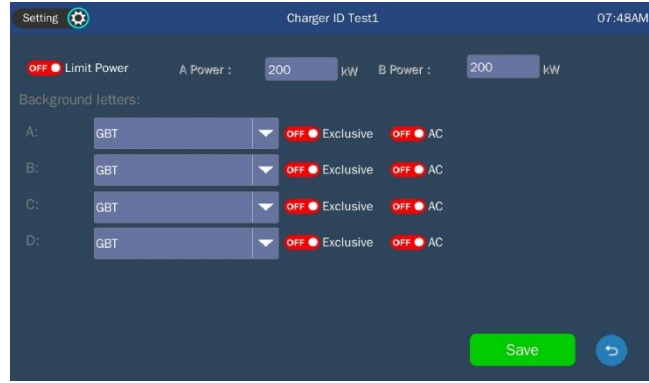 Setting Charger ID Test1 07:48AM
OFF Limit Power A Power : 200 kW B Power : 200 kW
Background letters:
A: GBT OFF Exclusive OFF AC
B: GBT OFF Exclusive OFF AC
C: GBT OFF Exclusive OFF AC
D: GBT OFF Exclusive OFF AC
Save